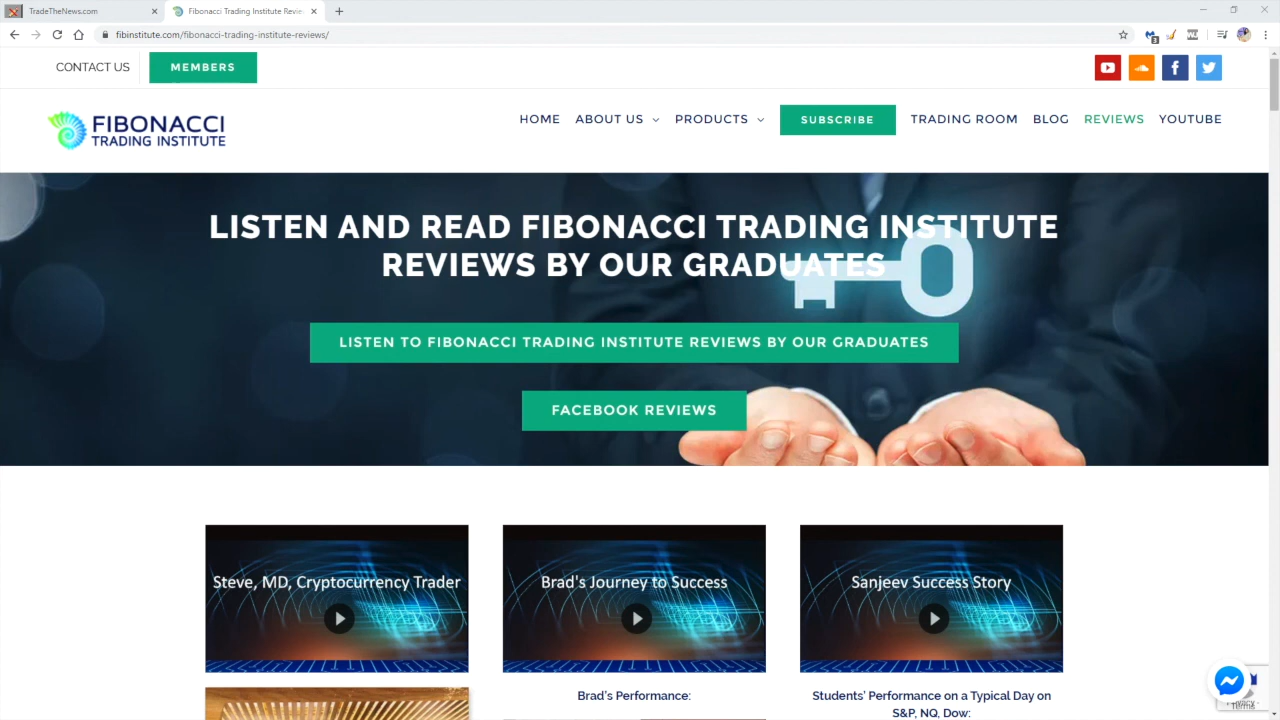 TradeTheNews.com
Fibonacci Trading Institute Revie
fibinstitute.com/fibonacci-trading-institute-reviews/
3
CONTACT US
MEMBERS
FIBONACCI
TRADING INSTITUTE
HOME
ABOUT US
PRODUCTS
SUBSCRIBE
TRADING ROOM
BLOG
REVIEWS
YOUTUBE
LISTEN AND READ FIBONACCI TRADING INSTITUTE
REVIEWS BY OUR GRADUATES
LISTEN TO FIBONACCI TRADING INSTITUTE REVIEWS BY OUR GRADUATES
FACEBOOK REVIEWS
Steve, MD, Cryptocurrency Trader
Brad's Journey to Success
Sanjeev Success Story
Brad's Performance:
Students' Performance on a Typical Day on
S&P, NQ, Dow:
Terms